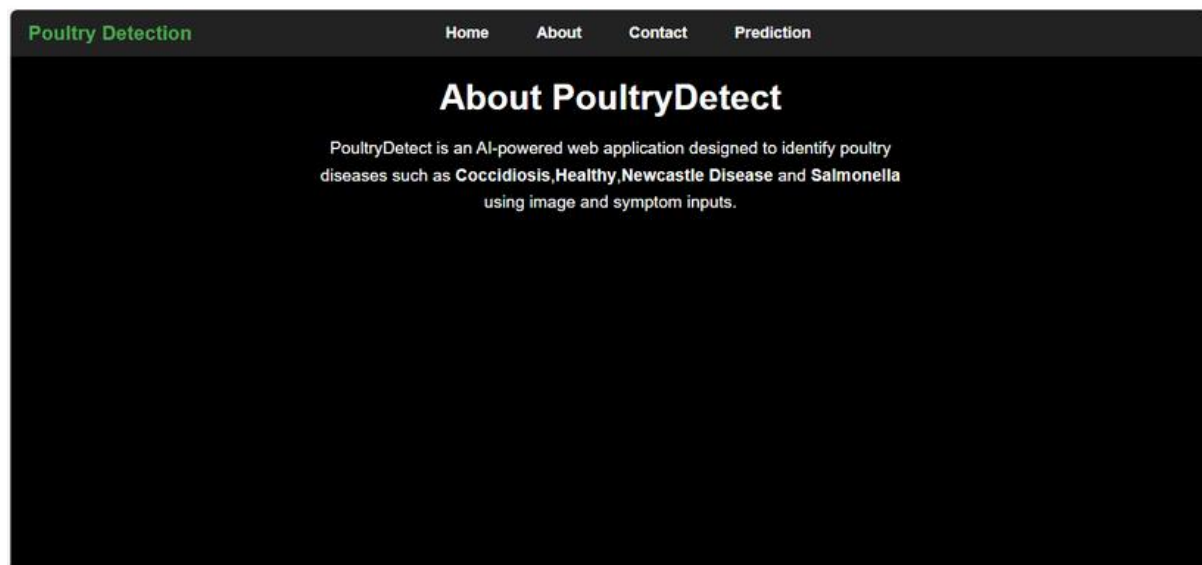 Poultry Detection Home About Contact Prediction
About PoultryDetect
PoultryDetect is an AI-powered web application designed to identify poultry
diseases such as Coccidiosis,Healthy,Newcastle Disease and Salmonella
using image and symptom inputs.